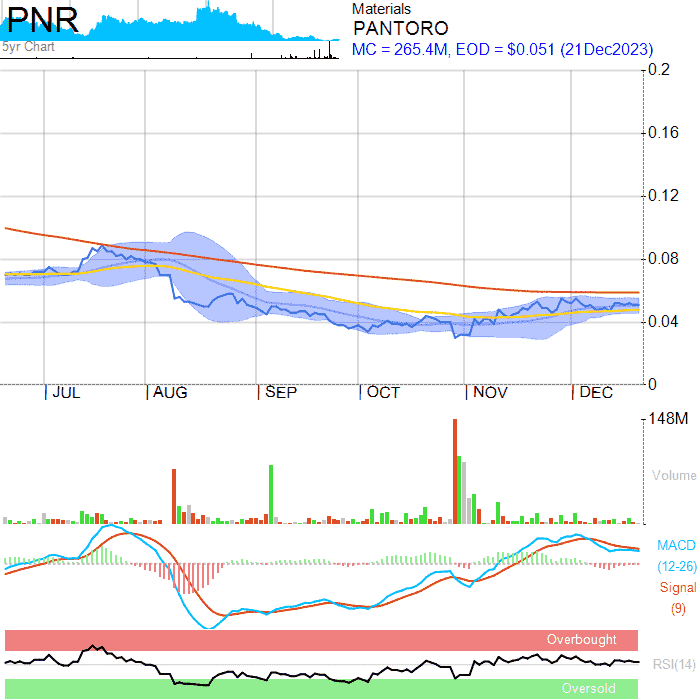 PNR
5yr Chart
Materials
PANTORO
MC = 265.4M, EOD = $0.051 (21Dec2023)
0.2
0.16
0.12
0.08
0.04
0
JUL AUG SEP OCT NOV DEC
148M
Volume
MACD
(12-26)
Signal
(9)
Overbought
RSI(14)
Oversold